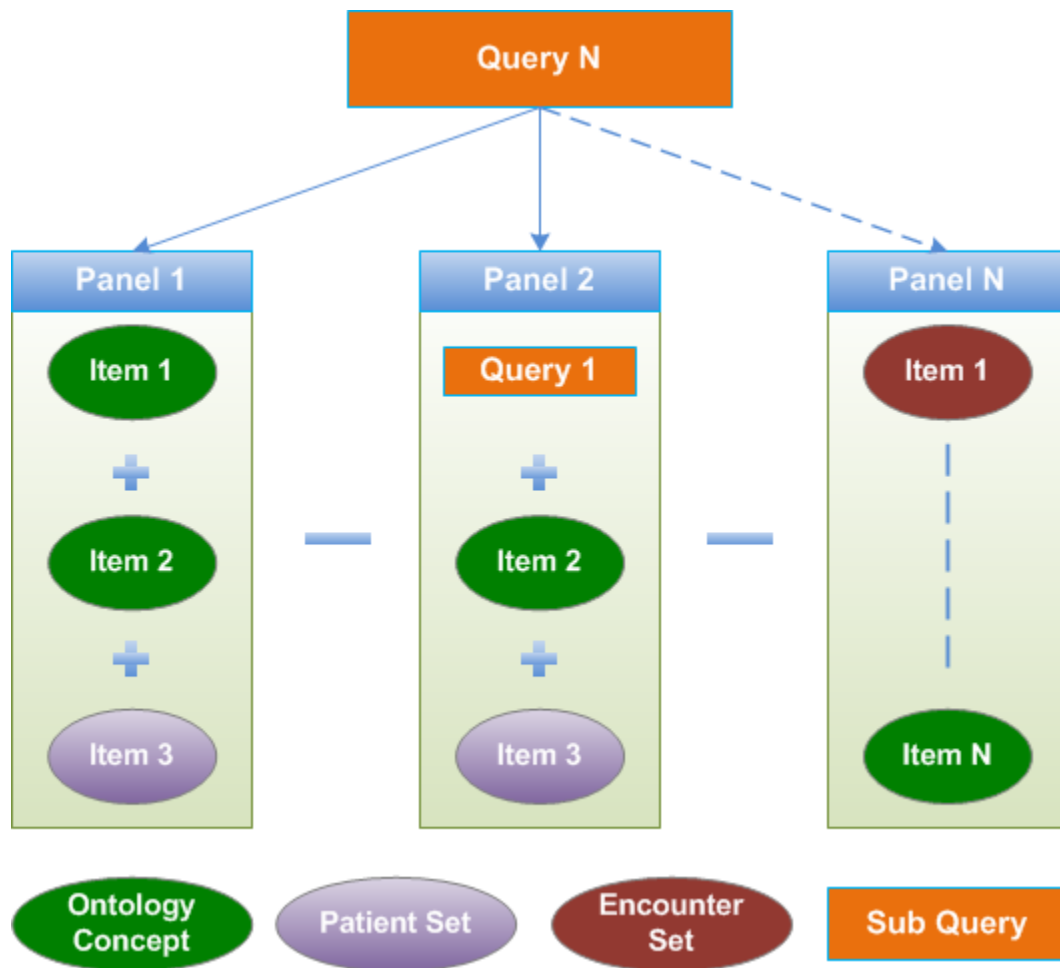 Query N
Panel 1
Panel 2
Panel N
Item 1
Query 1
Item 1
Item 2
Item 2
Item 3
Item 3
Item N
Ontology
Concept
Patient Set
Encounter
Set
Sub Query